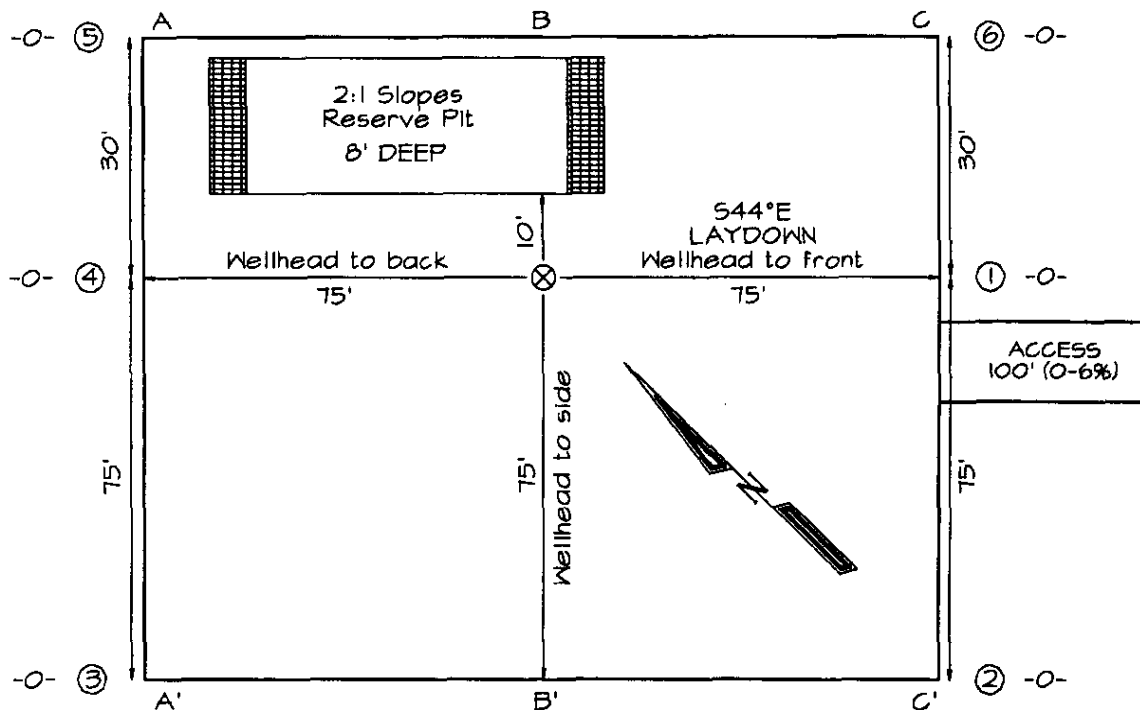 A B C
-0- ⑤ ⑥ -0-
2:1 Slopes
Reserve Pit
8' DEEP
30' 30'
10'
S44°E
LAYDOWN
Wellhead to back Wellhead to front
-0- ④ ① -0-
75' 75'
ACCESS
100' (0-6%)
Wellhead to side
75' 75' 75'
N
-0- ③ ② -0-
A' B' C'